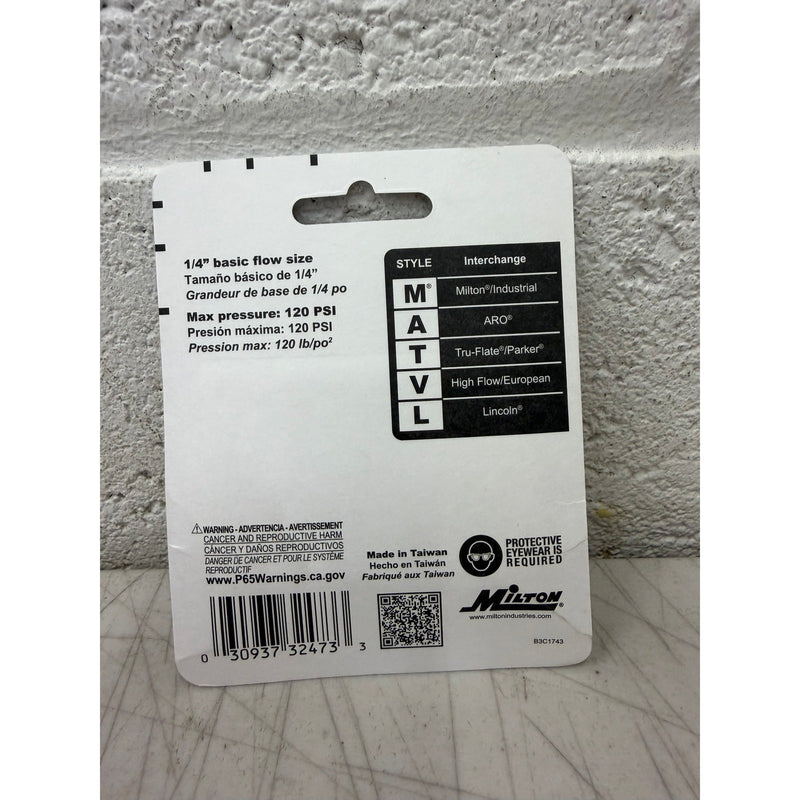 1/4" basic flow size
Tamaño básico de 1/4"
Grandeur de base de 1/4 po
Max pressure: 120 PSI
Presión máxima: 120 PSI
Pression max: 120 lb/po²
STYLE Interchange
M® Milton®/Industrial
A ARO®
T Tru-Flate®/Parker®
V High Flow/European
L Lincoln®
⚠WARNING - ADVERTENCIA - AVERTISSEMENT
CANCER AND REPRODUCTIVE HARM
CÁNCER Y DAÑOS REPRODUCTIVOS
DANGER DE CANCER ET POUR LE SYSTÈME
REPRODUCTIF
www.P65Warnings.ca.gov
0 30937 32473 3
Made in Taiwan
Hecho en Taiwán
Fabriqué aux Taiwan
PROTECTIVE
EYEWEAR IS
REQUIRED
MILTON®
www.miltonindustries.com
B3C1743